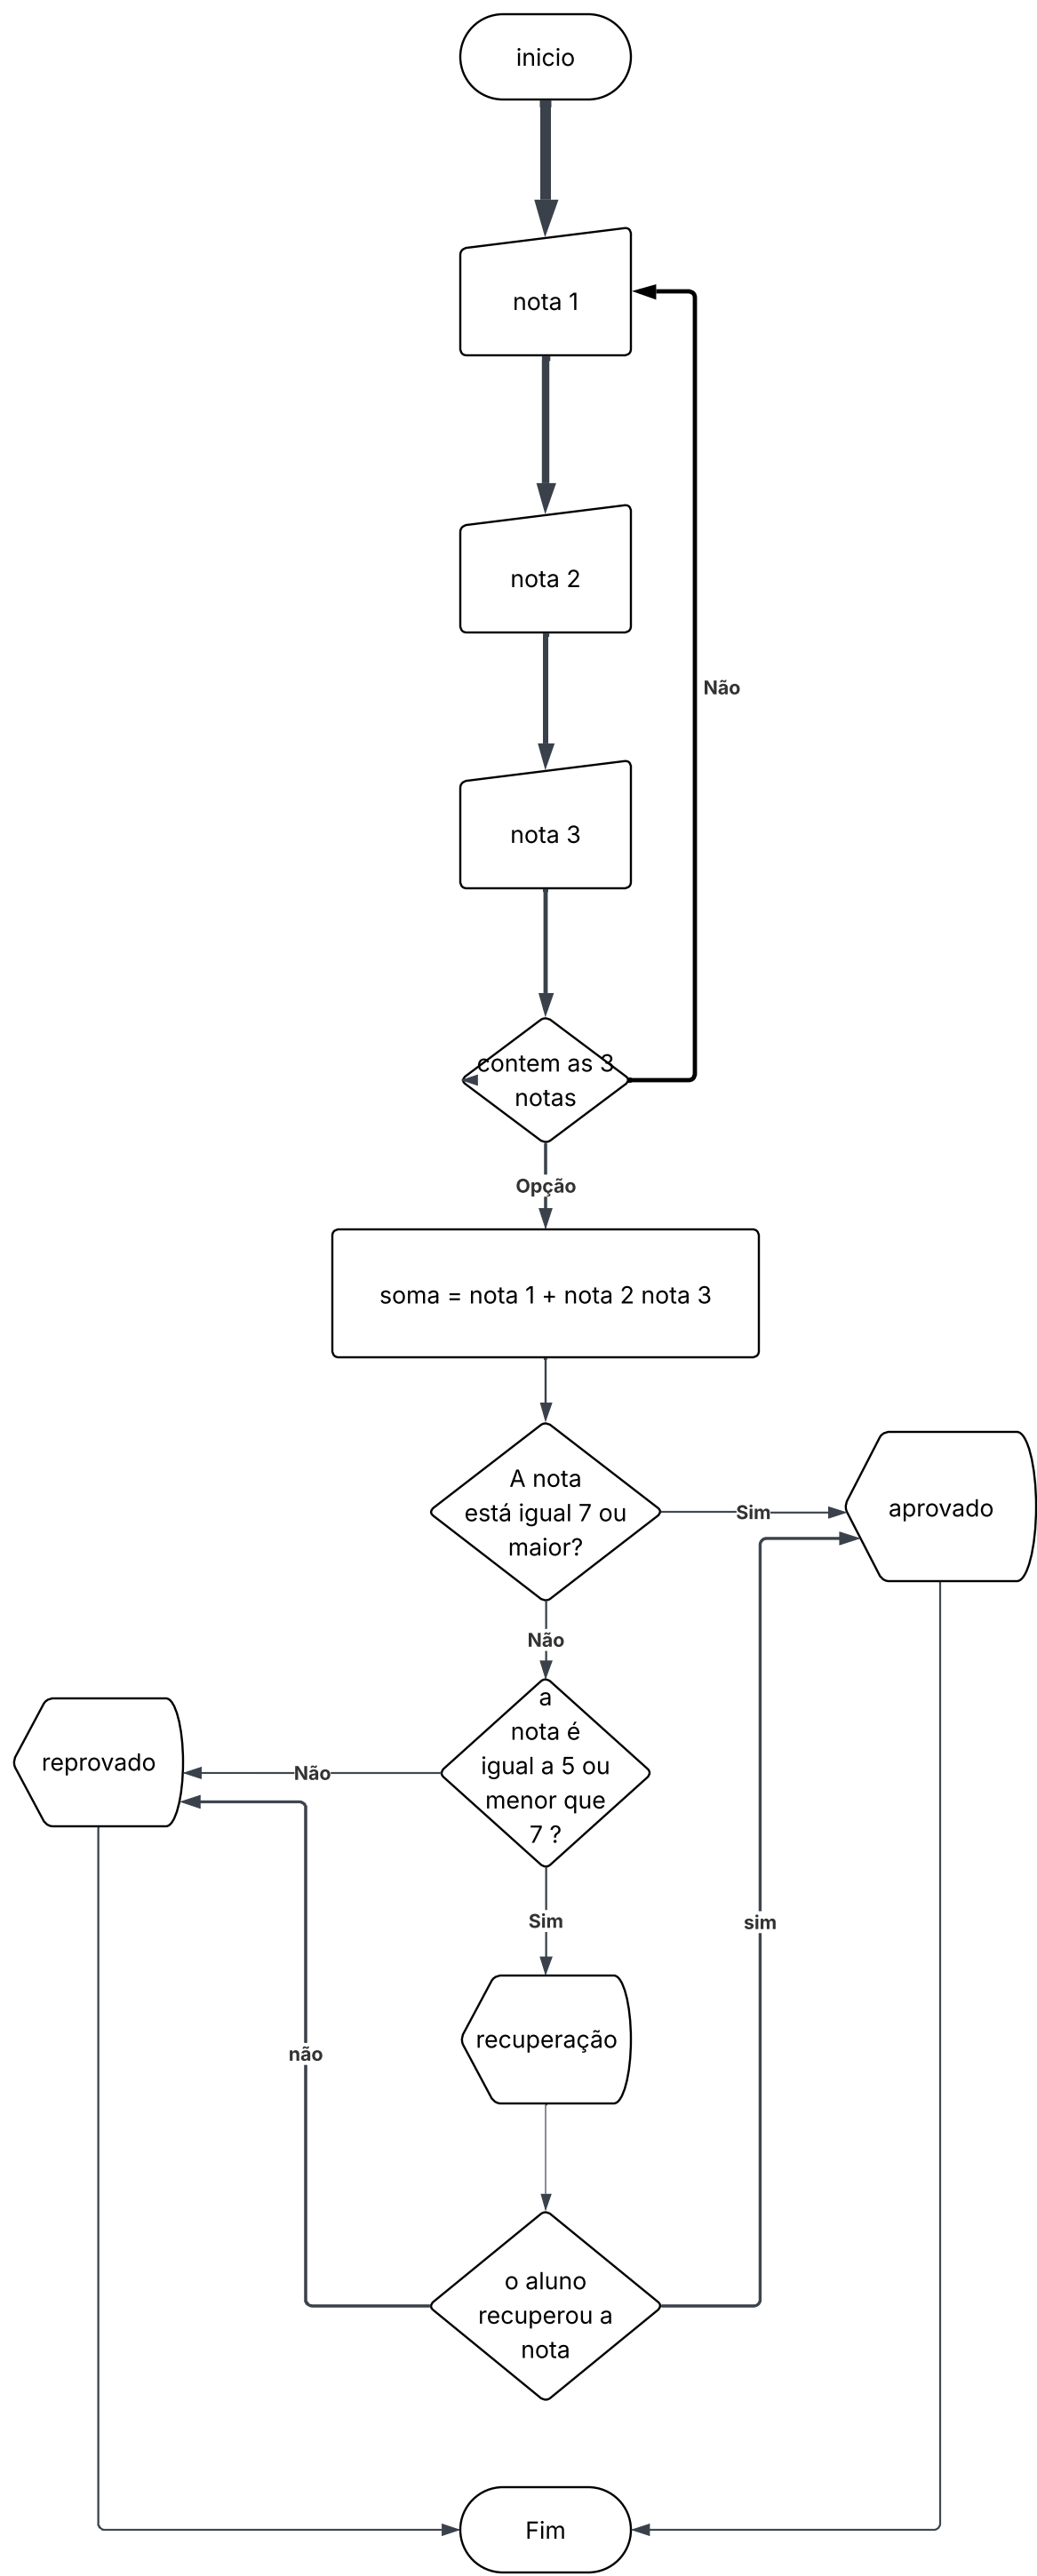 inicio
nota 1
nota 2
Não
nota 3
contem as 3
notas
Opção
soma = nota 1 + nota 2 nota 3
A nota
está igual 7 ou
maior?
Sim
aprovado
Não
a
nota é
igual a 5 ou
menor que
7 ?
Não
reprovado
Sim
sim
recuperação
não
o aluno
recuperou a
nota
Fim